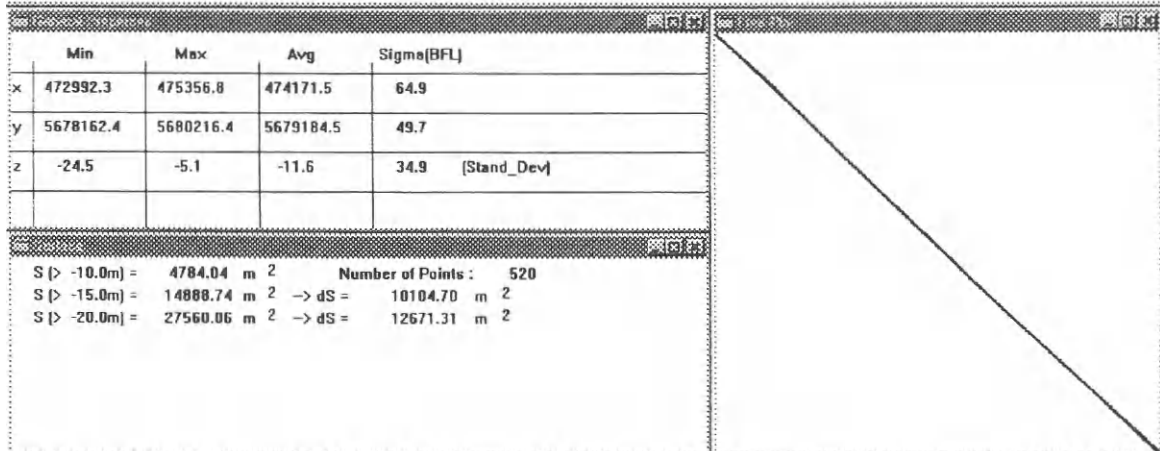 Min Max Avg Sigma(BFL)
x 472992.3 475356.8 474171.5 64.9
y 5678162.4 5680216.4 5679184.5 49.7
z -24.5 -5.1 -11.6 34.9 (Stand_Dev)
S (> -10.0m) = 4784.04 m 2 Number of Points : 520
S (> -15.0m) = 14888.74 m 2 -> dS = 10104.70 m 2
S (> -20.0m) = 27560.06 m 2 -> dS = 12671.31 m 2